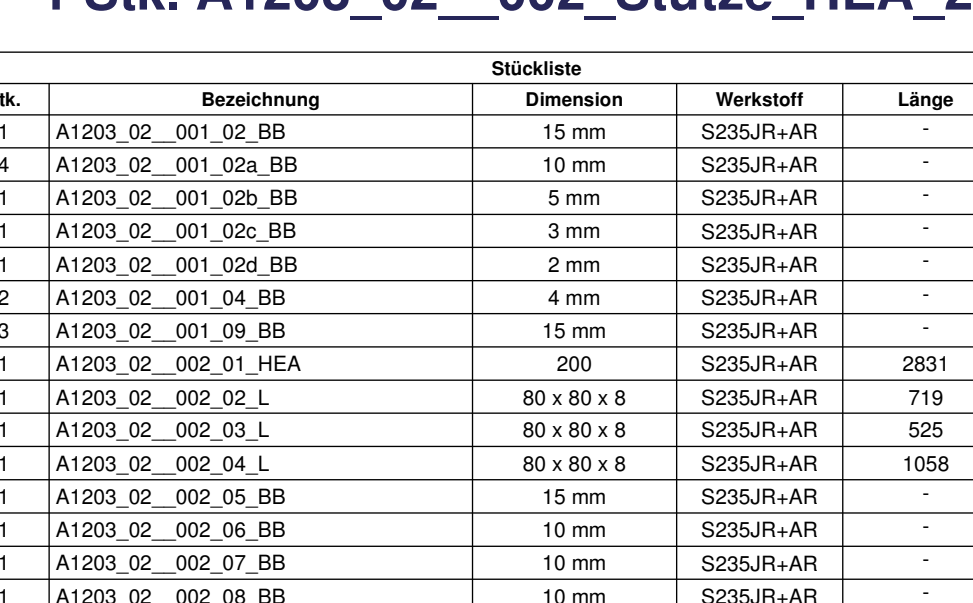 Stückliste
tk. Bezeichnung Dimension Werkstoff Länge
1 A1203_02__001_02_BB 15 mm S235JR+AR -
4 A1203_02__001_02a_BB 10 mm S235JR+AR -
1 A1203_02__001_02b_BB 5 mm S235JR+AR -
1 A1203_02__001_02c_BB 3 mm S235JR+AR -
1 A1203_02__001_02d_BB 2 mm S235JR+AR -
2 A1203_02__001_04_BB 4 mm S235JR+AR -
3 A1203_02__001_09_BB 15 mm S235JR+AR -
1 A1203_02__002_01_HEA 200 S235JR+AR 2831
1 A1203_02__002_02_L 80 x 80 x 8 S235JR+AR 719
1 A1203_02__002_03_L 80 x 80 x 8 S235JR+AR 525
1 A1203_02__002_04_L 80 x 80 x 8 S235JR+AR 1058
1 A1203_02__002_05_BB 15 mm S235JR+AR -
1 A1203_02__002_06_BB 10 mm S235JR+AR -
1 A1203_02__002_07_BB 10 mm S235JR+AR -
1 A1203_02__002_08_BB 10 mm S235JR+AR -